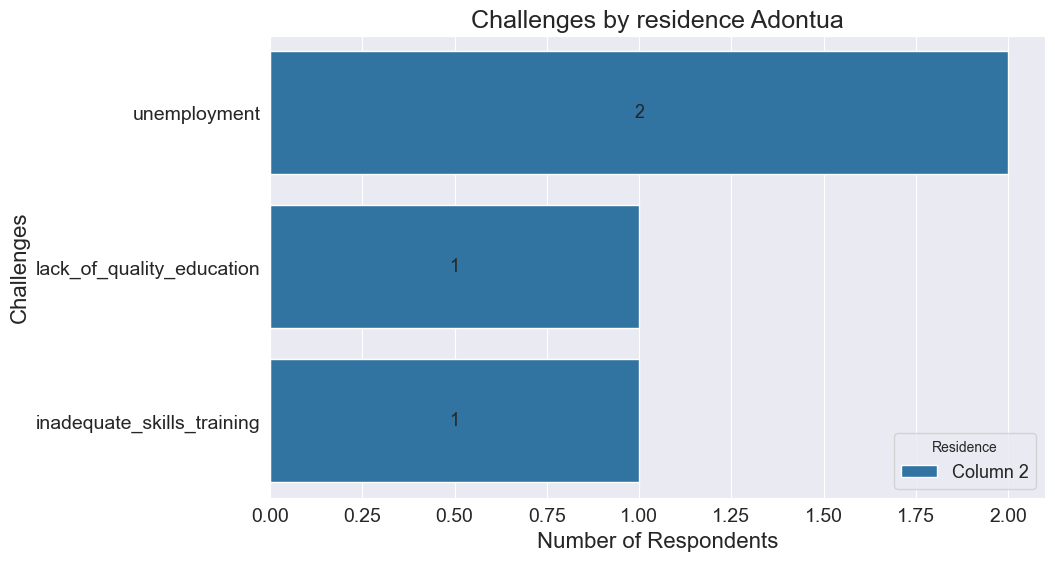 Challenges by residence Adontua
Challenges
unemployment
2
lack_of_quality_education
1
inadequate_skills_training
1
Residence
Column 2
0.00 0.25 0.50 0.75 1.00 1.25 1.50 1.75 2.00
Number of Respondents